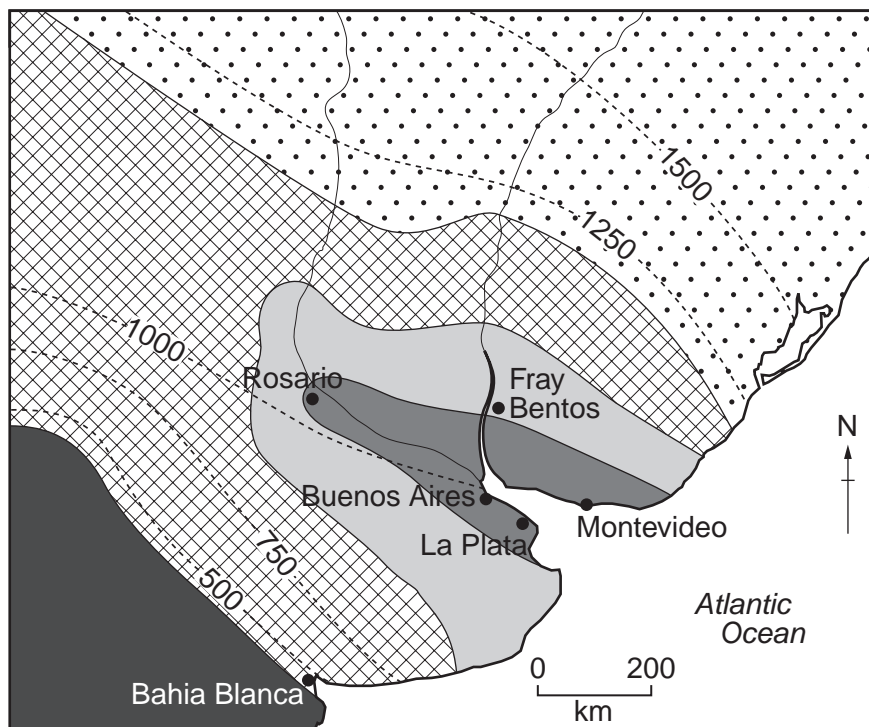 1500
1250
1000
Rosario
Fray
Bentos
N
Buenos Aires
Montevideo
La Plata
750
500
Atlantic
Ocean
0 200
km
Bahia Blanca